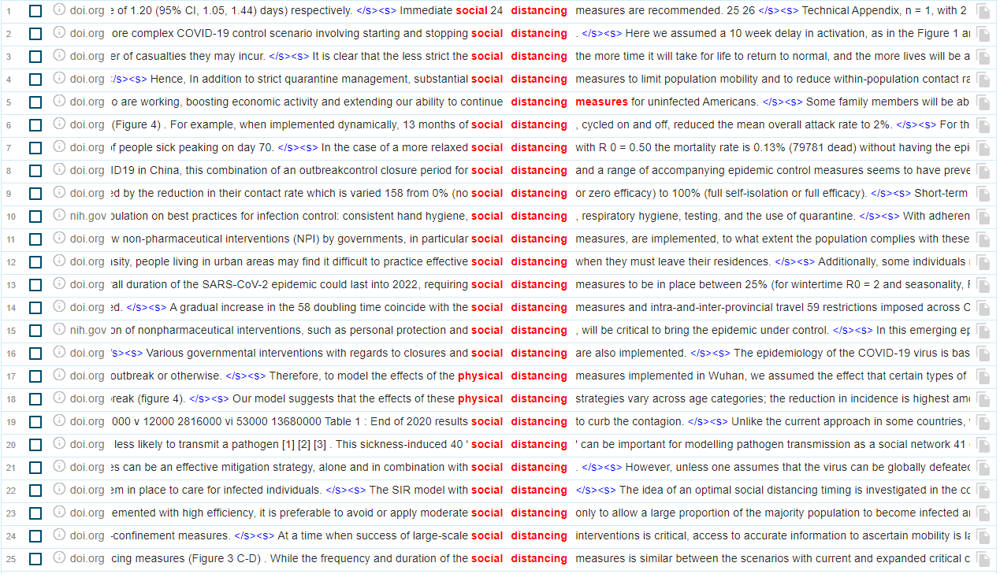 1 doi.org e of 1.20 (95% CI, 1.05, 1.44) days) respectively. </s><s> Immediate social 24 distancing measures are recommended. 25 26 </s><s> Technical Appendix, n = 1, with 2
2 doi.org ore complex COVID-19 control scenario involving starting and stopping social distancing . </s><s> Here we assumed a 10 week delay in activation, as in the Figure 1 a
3 doi.org er of casualties they may incur. </s><s> It is clear that the less strict the social distancing the more time it will take for life to return to normal, and the more lives will be a
4 doi.org /s><s> Hence, In addition to strict quarantine management, substantial social distancing measures to limit population mobility and to reduce within-population contact ra
5 doi.org o are working, boosting economic activity and extending our ability to continue distancing measures for uninfected Americans. </s><s> Some family members will be ab
6 doi.org (Figure 4) . For example, when implemented dynamically, 13 months of social distancing , cycled on and off, reduced the mean overall attack rate to 2%. </s><s> For th
7 doi.org of people sick peaking on day 70. </s><s> In the case of a more relaxed social distancing with R 0 = 0.50 the mortality rate is 0.13% (79781 dead) without having the epi
8 doi.org ID19 in China, this combination of an outbreakcontrol closure period for social distancing and a range of accompanying epidemic control measures seems to have preve
9 doi.org ed by the reduction in their contact rate which is varied 158 from 0% (no social distancing or zero efficacy) to 100% (full self-isolation or full efficacy). </s><s> Short-term
10 nih.gov pulation on best practices for infection control: consistent hand hygiene, social distancing , respiratory hygiene, testing, and the use of quarantine. </s><s> With adheren
11 doi.org w non-pharmaceutical interventions (NPI) by governments, in particular social distancing measures, are implemented, to what extent the population complies with these
12 doi.org sity, people living in urban areas may find it difficult to practice effective social distancing when they must leave their residences. </s><s> Additionally, some individuals
13 doi.org all duration of the SARS-CoV-2 epidemic could last into 2022, requiring social distancing measures to be in place between 25% (for wintertime R0 = 2 and seasonality, F
14 doi.org ed. </s><s> A gradual increase in the 58 doubling time coincide with the social distancing measures and intra-and-inter-provincial travel 59 restrictions imposed across C
15 nih.gov on of nonpharmaceutical interventions, such as personal protection and social distancing , will be critical to bring the epidemic under control. </s><s> In this emerging ep
16 doi.org s><s> Various governmental interventions with regards to closures and social distancing are also implemented. </s><s> The epidemiology of the COVID-19 virus is bas
17 doi.org outbreak or otherwise. </s><s> Therefore, to model the effects of the physical distancing measures implemented in Wuhan, we assumed the effect that certain types of
18 doi.org reak (figure 4). </s><s> Our model suggests that the effects of these physical distancing strategies vary across age categories; the reduction in incidence is highest am
19 doi.org 000 v 12000 2816000 vi 53000 13680000 Table 1 : End of 2020 results social distancing to curb the contagion. </s><s> Unlike the current approach in some countries,
20 doi.org less likely to transmit a pathogen [1] [2] [3] . This sickness-induced 40 ' social distancing ' can be important for modelling pathogen transmission as a social network 41
21 doi.org es can be an effective mitigation strategy, alone and in combination with social distancing . </s><s> However, unless one assumes that the virus can be globally defeated
22 doi.org em in place to care for infected individuals. </s><s> The SIR model with social distancing </s><s> The idea of an optimal social distancing timing is investigated in the co
23 doi.org emented with high efficiency, it is preferable to avoid or apply moderate social distancing only to allow a large proportion of the majority population to become infected a
24 doi.org -confinement measures. </s><s> At a time when success of large-scale social distancing interventions is critical, access to accurate information to ascertain mobility is la
25 doi.org cing measures (Figure 3 C-D) . While the frequency and duration of the social distancing measures is similar between the scenarios with current and expanded critical c